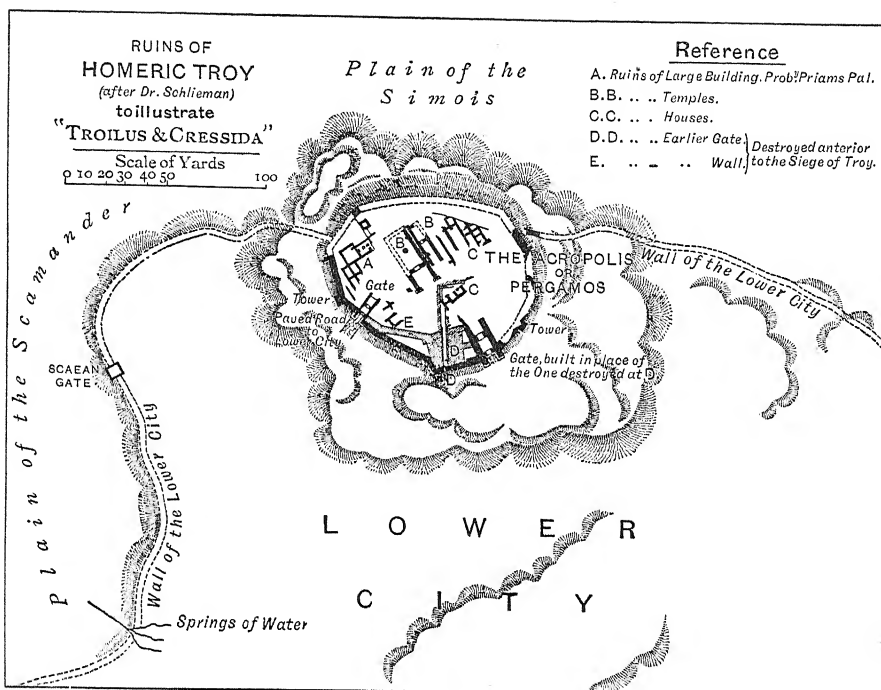 RUINS OF
HOMERIC TROY
(after Dr. Schlieman)
to illustrate
"TROILUS & CRESSIDA"
Scale of Yards
0 10 20 30 40 50 100
Plain of the
Simois
Reference
A. Ruins of Large Building. Proby Priams Pal.
B.B. .. .. Temples.
C.C. .. .. Houses.
D.D. .. .. Earlier Gate. } Destroyed anterior
E. .. .. .. Wall. } to the Siege of Troy.
Plain of the Scamander
B
B
A
C
THE ACROPOLIS
OR
PERGAMOS
C
Wall of the Lower City
Gate
Tower
Paved Road
to
Lower City
E
D
D
Tower
Gate, built in place of
the One destroyed at D
SCAEAN
GATE
Wall of the Lower City
LOWER
CITY
Springs of Water